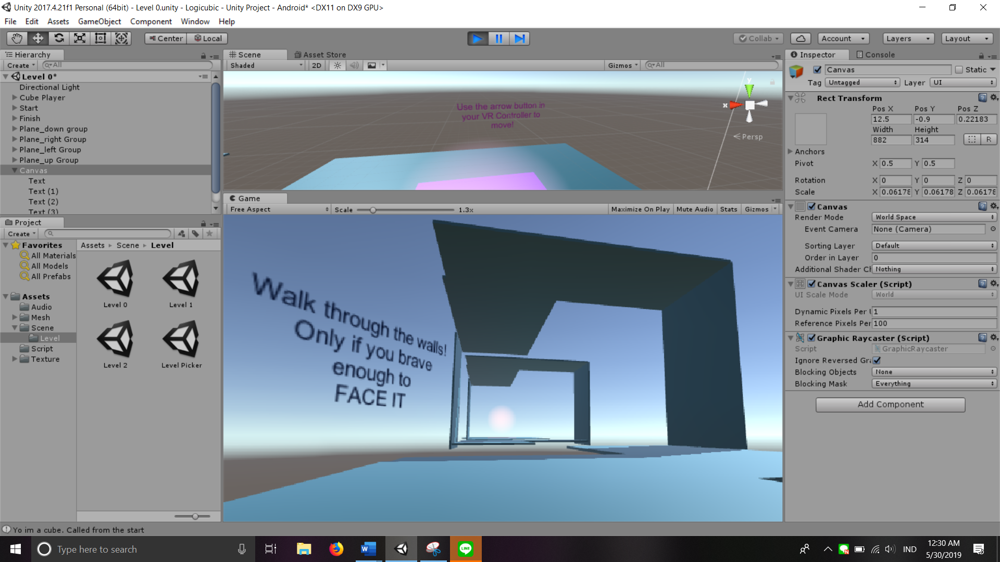 Unity 2017.4.21f1 Personal (64bit) - Level 0.unity - Logicubic - Unity Project - Android* <DX11 on DX9 GPU>
File Edit Assets GameObject Component Window Help
Center Local Collab Account Layers Layout
Hierarchy
Create All
Level 0*
Directional Light
Cube Player
Start
Finish
Plane_down group
Plane_right Group
Plane_left Group
Plane_up Group
Canvas
Text
Text (1)
Text (2)
Text (3)
Project
Create
Favorites
All Materials
All Models
All Prefabs
Assets
Audio
Mesh
Scene
Level
Script
Texture
Assets Scene Level
Level 0 Level 1
Level 2 Level Picker
Scene Asset Store
Shaded 2D Gizmos All
Use the arrow button in
your VR Controller to
move!
y
x
Persp
Game
Free Aspect Scale 1.3x Maximize On Play Mute Audio Stats Gizmos
Walk through the walls!
Only if you brave
enough to
FACE IT
Inspector Console
Canvas Static
Tag Untagged Layer UI
Rect Transform
Pos X Pos Y Pos Z
12.5 -0.9 0.22183
Width Height
882 314 R
Anchors
Pivot X 0.5 Y 0.5
Rotation X 0 Y 0 Z 0
Scale X 0.06178 Y 0.06178 Z 0.06178
Canvas
Render Mode World Space
Event Camera None (Camera)
Sorting Layer Default
Order in Layer 0
Additional Shader Ch Nothing
Canvas Scaler (Script)
UI Scale Mode World
Dynamic Pixels Per U 1
Reference Pixels Per 100
Graphic Raycaster (Script)
Script GraphicRaycaster
Ignore Reversed Gra
Blocking Objects None
Blocking Mask Everything
Add Component
Yo im a cube. Called from the start
Type here to search
LINE
IND
12:30 AM
5/30/2019